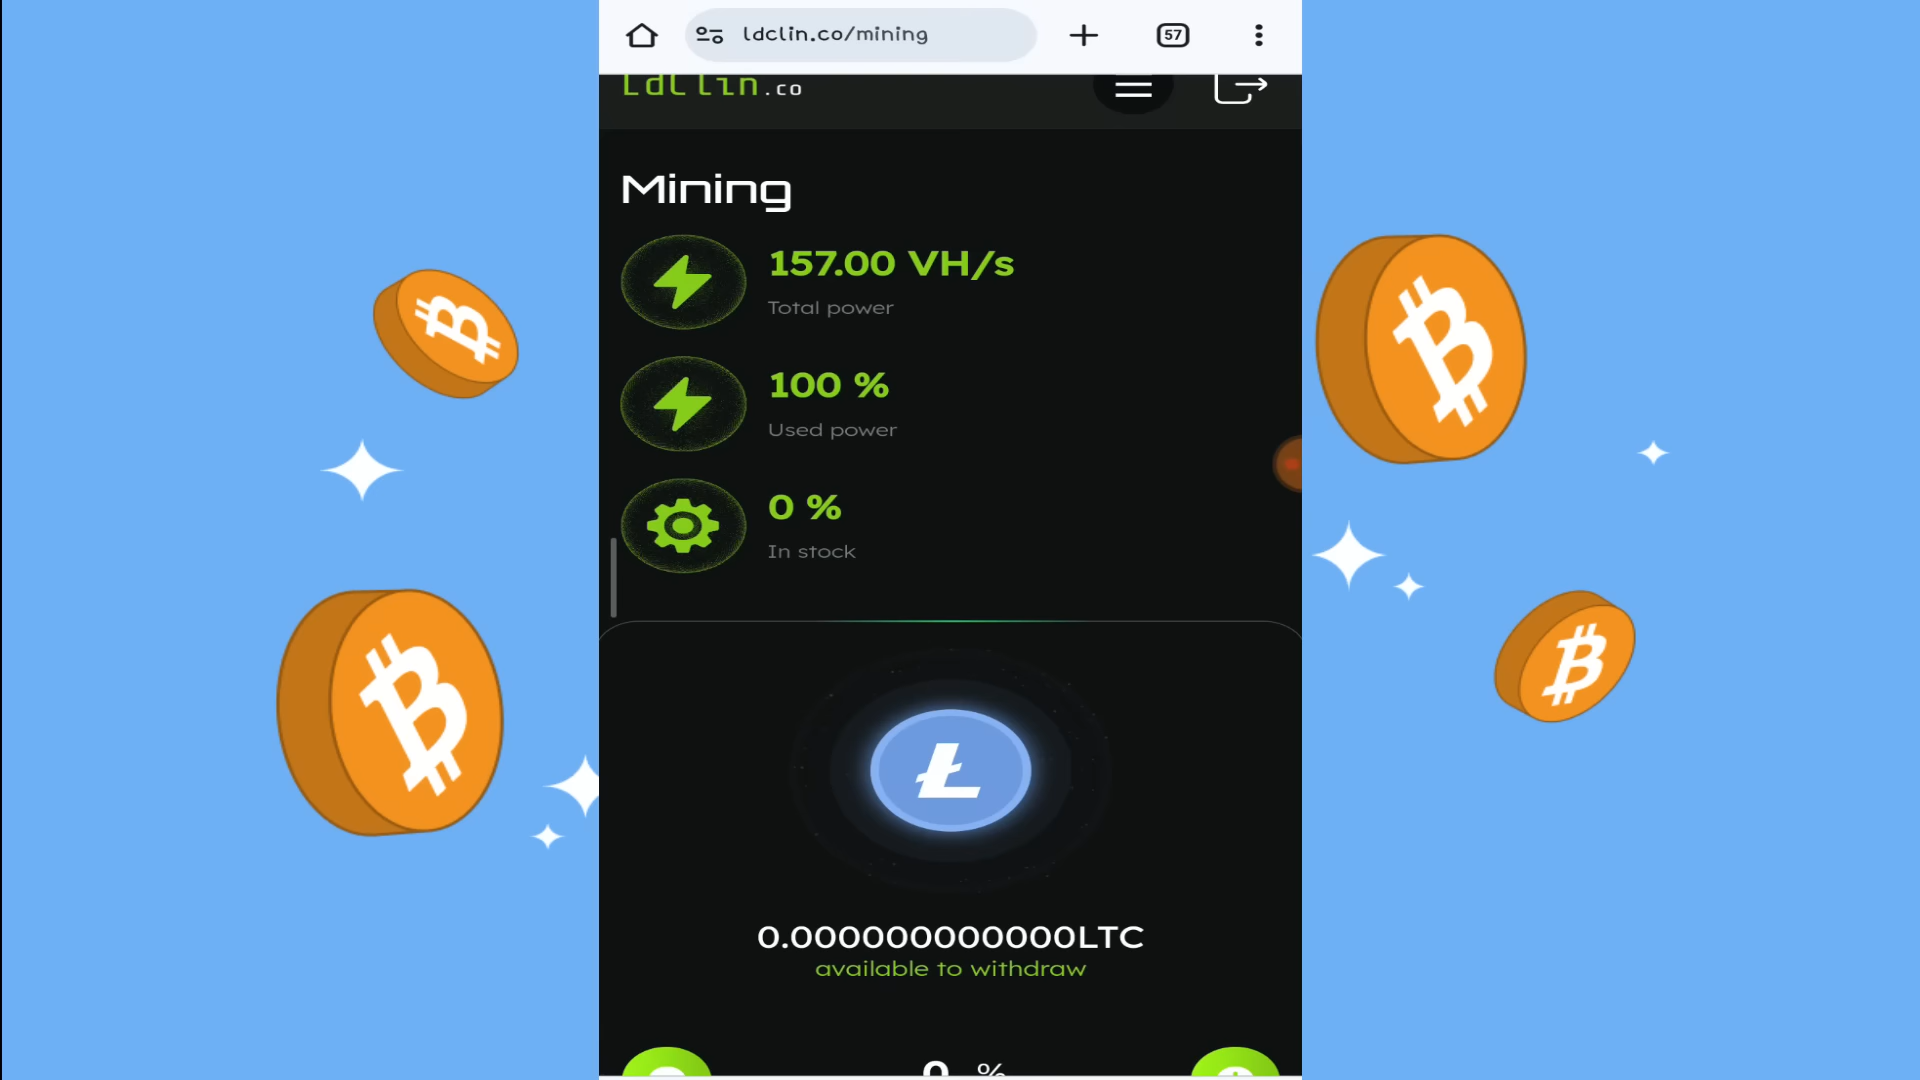 ldclin.co/mining
57
LdClin.co
Mining
157.00 VH/s
Total power
100 %
Used power
0 %
In stock
0.000000000000LTC
available to withdraw
0 %